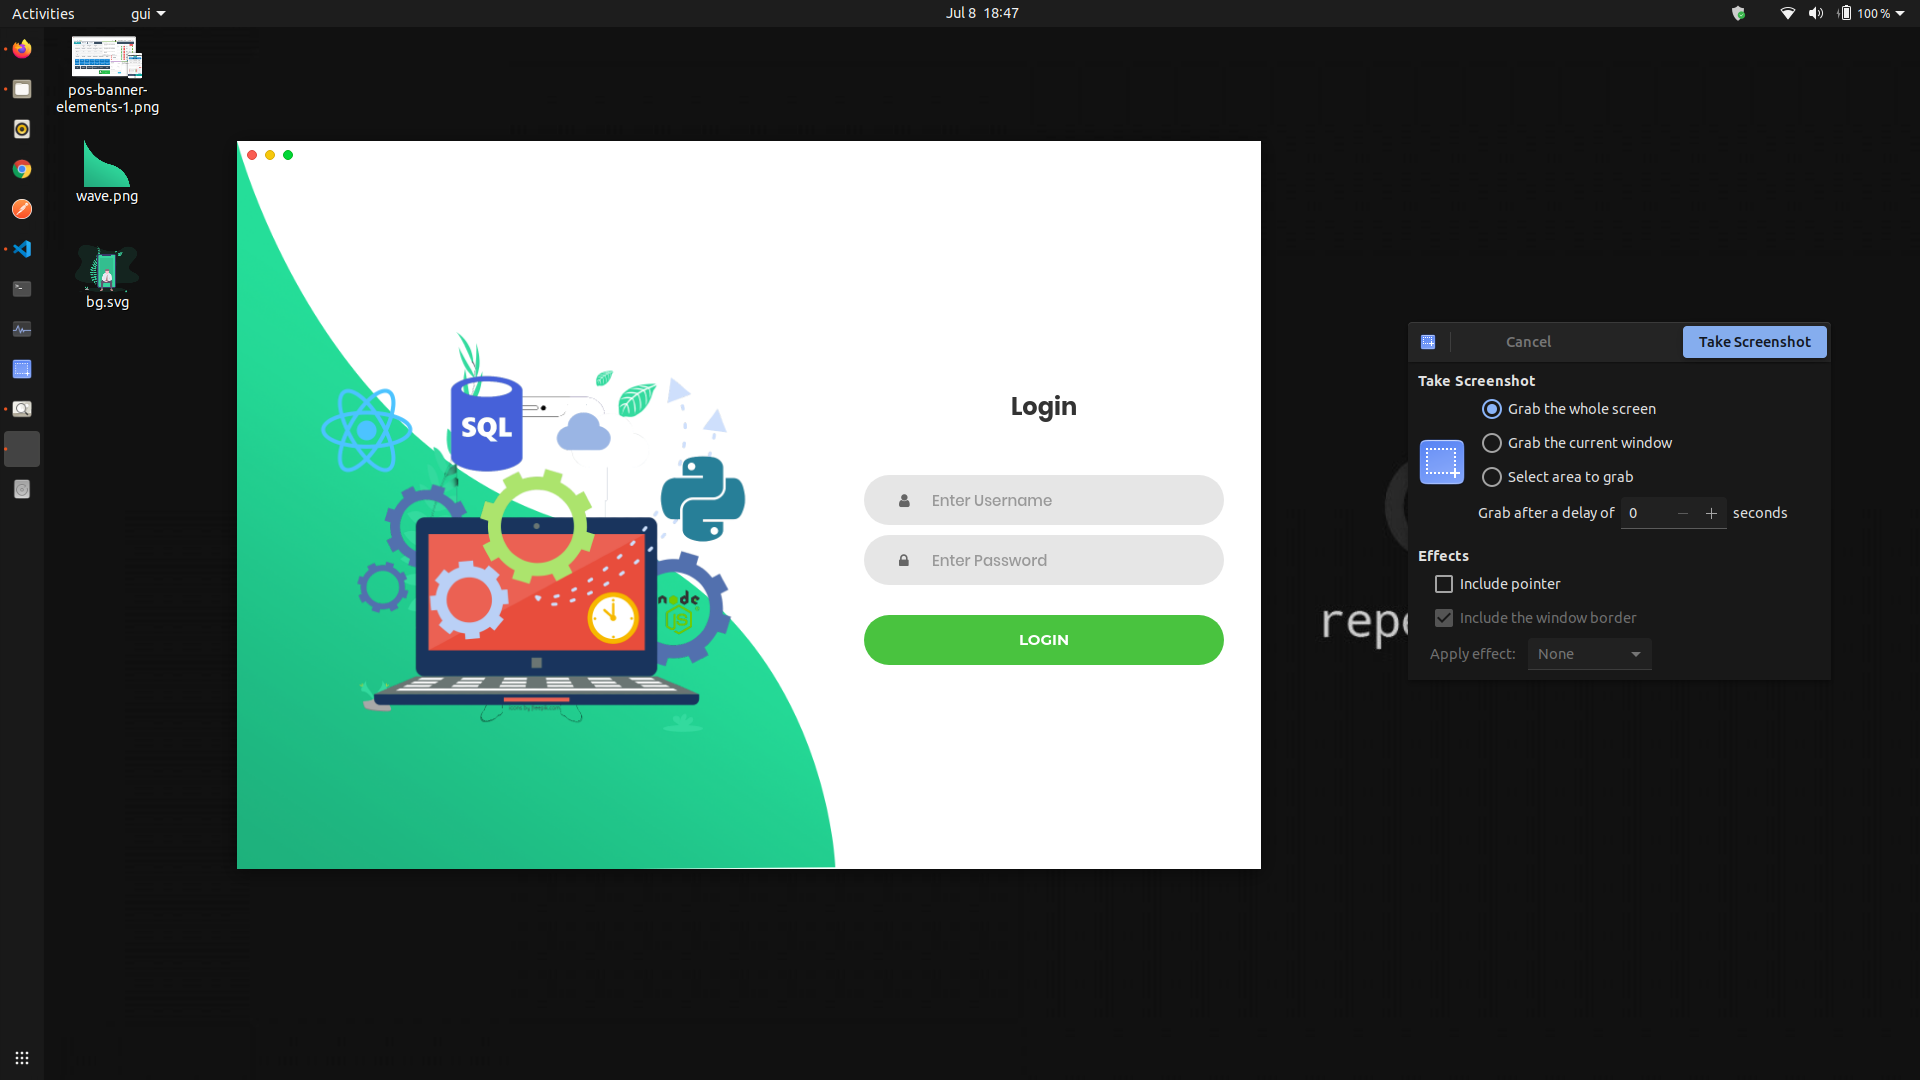 Activities
gui
Jul 8 18:47
100 %
pos-banner-
elements-1.png
wave.png
bg.svg
SQL
node
JS
Login
Enter Username
Enter Password
LOGIN
Cancel
Take Screenshot
Take Screenshot
Grab the whole screen
Grab the current window
Select area to grab
Grab after a delay of 0 seconds
Effects
Include pointer
Include the window border
Apply effect: None
repe